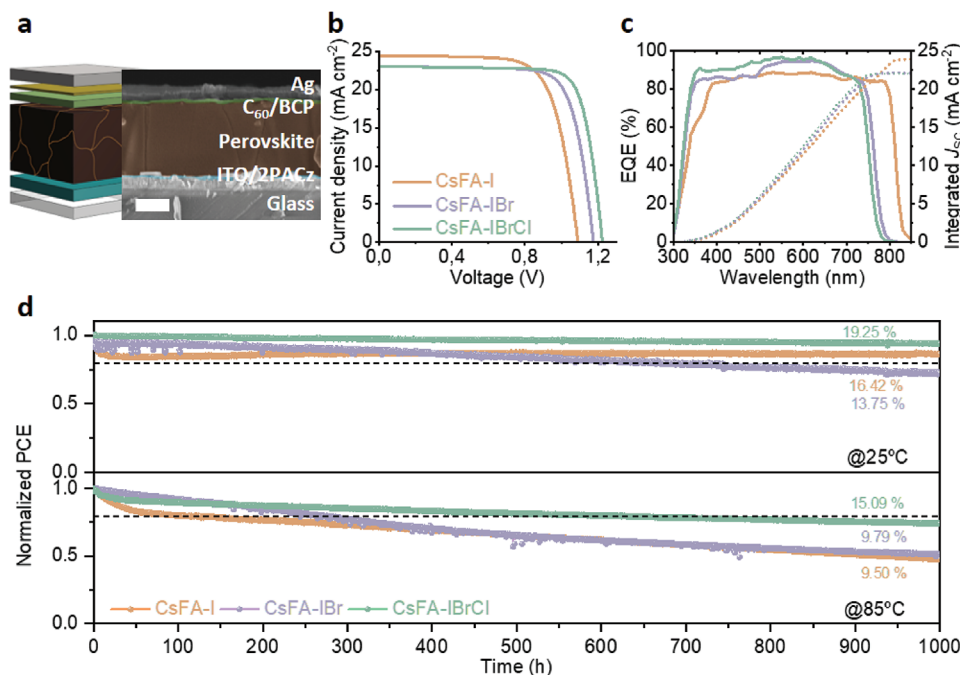 a
Ag
C60/BCP
Perovskite
ITO/2PACz
Glass
b
Current density (mA cm-2)
25
20
15
10
5
0
CsFA-I
CsFA-IBr
CsFA-IBrCl
0,0 0,4 0,8 1,2
Voltage (V)
c
EQE (%)
100
80
60
40
20
0
300 400 500 600 700 800
Wavelength (nm)
25
20
15
10
5
0
Integrated JSC (mA cm-2)
d
Normalized PCE
1.0
0.5
0.0
19.25 %
16.42 %
13.75 %
@25ºC
1.0
0.5
0.0
15.09 %
9.79 %
9.50 %
CsFA-I CsFA-IBr CsFA-IBrCl
@85ºC
0 100 200 300 400 500 600 700 800 900 1000
Time (h)